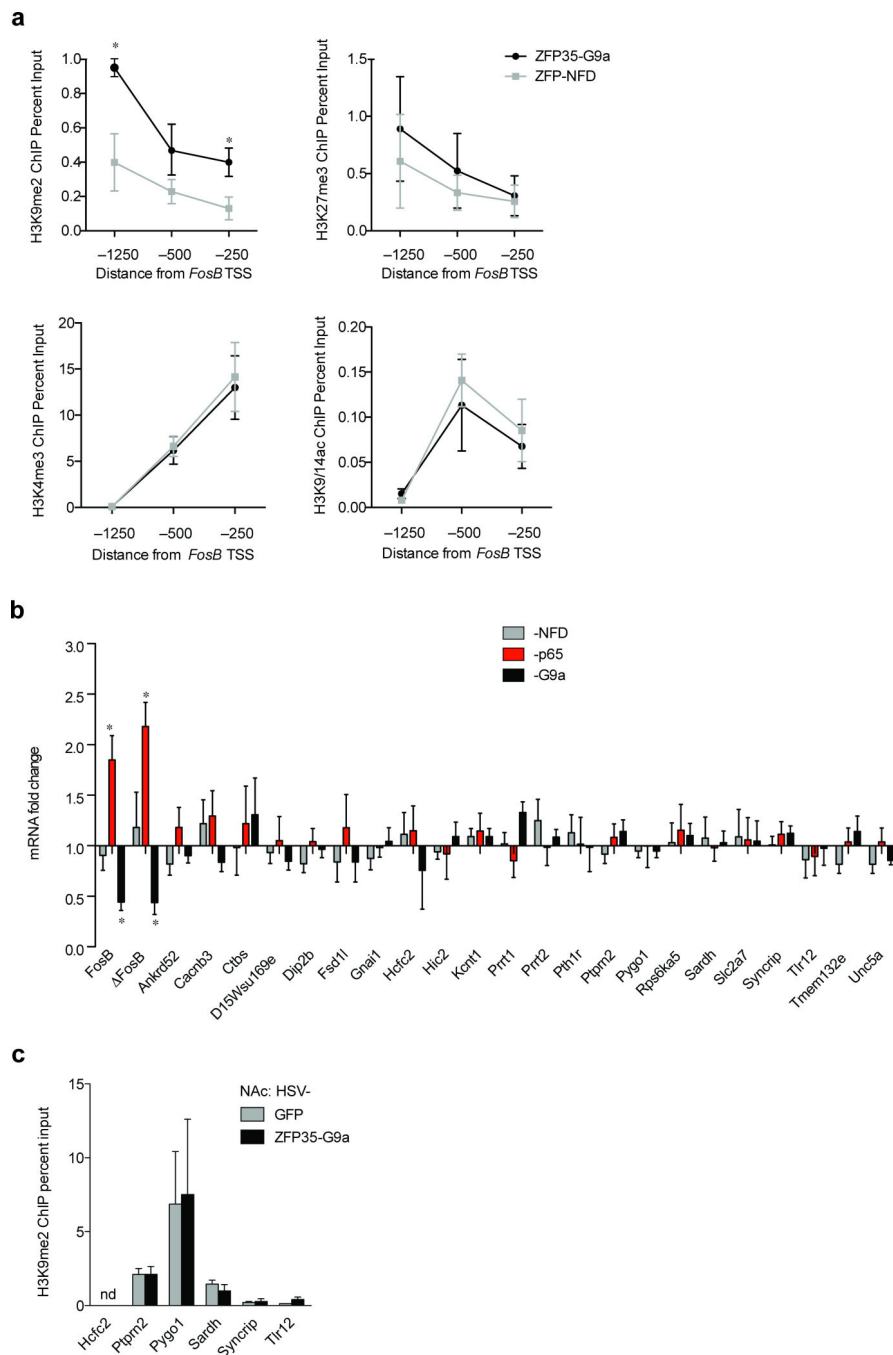 a
*
*
1.0
0.8
0.6
0.4
0.2
0.0
H3K9me2 ChIP Percent Input
−1250
−500
−250
Distance from FosB TSS
1.5
1.0
0.5
0.0
H3K27me3 ChIP Percent Input
−1250
−500
−250
Distance from FosB TSS
ZFP35-G9a
ZFP-NFD
20
15
10
5
0
H3K4me3 ChIP Percent Input
−1250
−500
−250
Distance from FosB TSS
0.20
0.15
0.10
0.05
0.00
H3K9/14ac ChIP Percent Input
−1250
−500
−250
Distance from FosB TSS
b
-NFD
-p65
-G9a
3.0
2.5
2.0
1.5
1.0
0.5
0.0
mRNA fold change
*
*
*
*
FosB
ΔFosB
Ankrd52
Cacnb3
Ctbs
D15Wsu169e
Dip2b
Fsd1l
Gnai1
Hcfc2
Hic2
Kcnt1
Prrt1
Prrt2
Pth1r
Ptprn2
Pygo1
Rps6ka5
Sardh
Slc2a7
Syncrip
Tlr12
Tmem132e
Unc5a
c
NAc: HSV-
GFP
ZFP35-G9a
15
10
5
0
H3K9me2 ChIP percent input
nd
Hcfc2
Ptprn2
Pygo1
Sardh
Syncrip
Tlr12